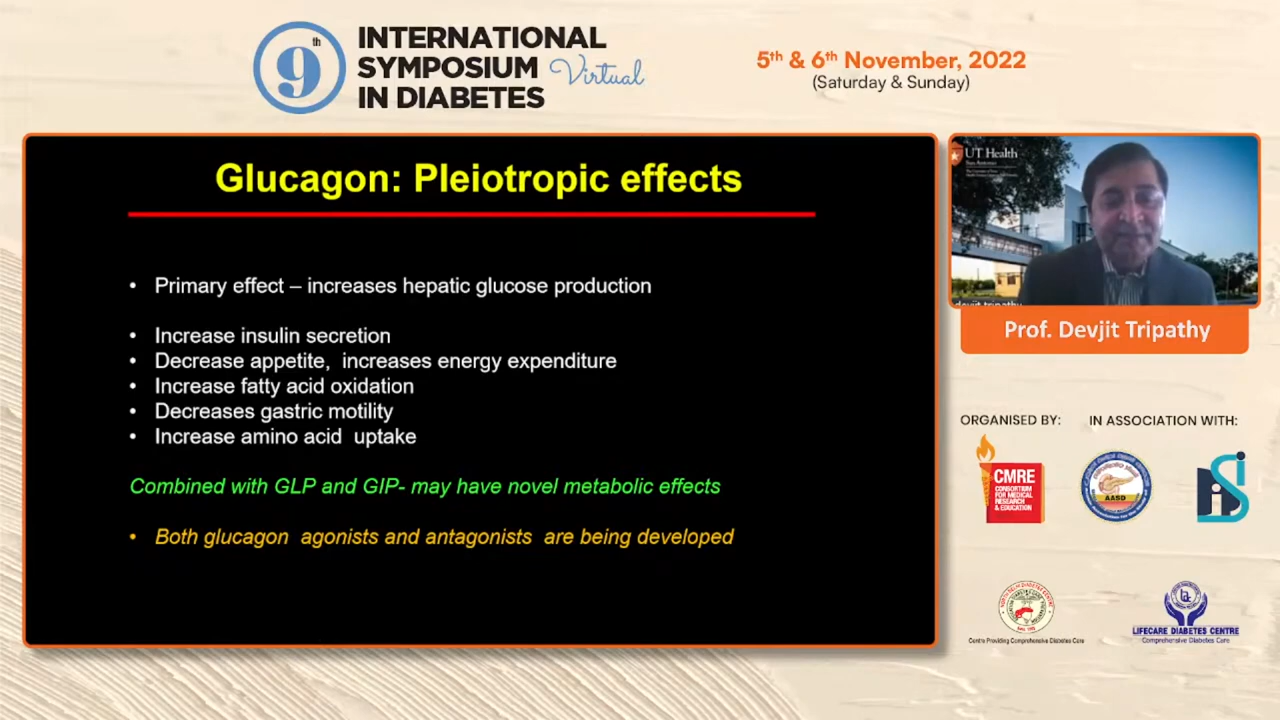 9th
INTERNATIONAL
SYMPOSIUM Virtual
IN DIABETES
5th & 6th November, 2022
(Saturday & Sunday)
Glucagon: Pleiotropic effects
• Primary effect – increases hepatic glucose production
• Increase insulin secretion
• Decrease appetite, increases energy expenditure
• Increase fatty acid oxidation
• Decreases gastric motility
• Increase amino acid uptake
Combined with GLP and GIP- may have novel metabolic effects
• Both glucagon agonists and antagonists are being developed
UT Health
San Antonio
devjit tripathy
Prof. Devjit Tripathy
ORGANISED BY:
IN ASSOCIATION WITH:
CMRE
CONSORTIUM
FOR MEDICAL
RESEARCH
& EDUCATION
AASD
Centre Providing Comprehensive Diabetes Care
LIFECARE DIABETES CENTRE
Comprehensive Diabetes Care